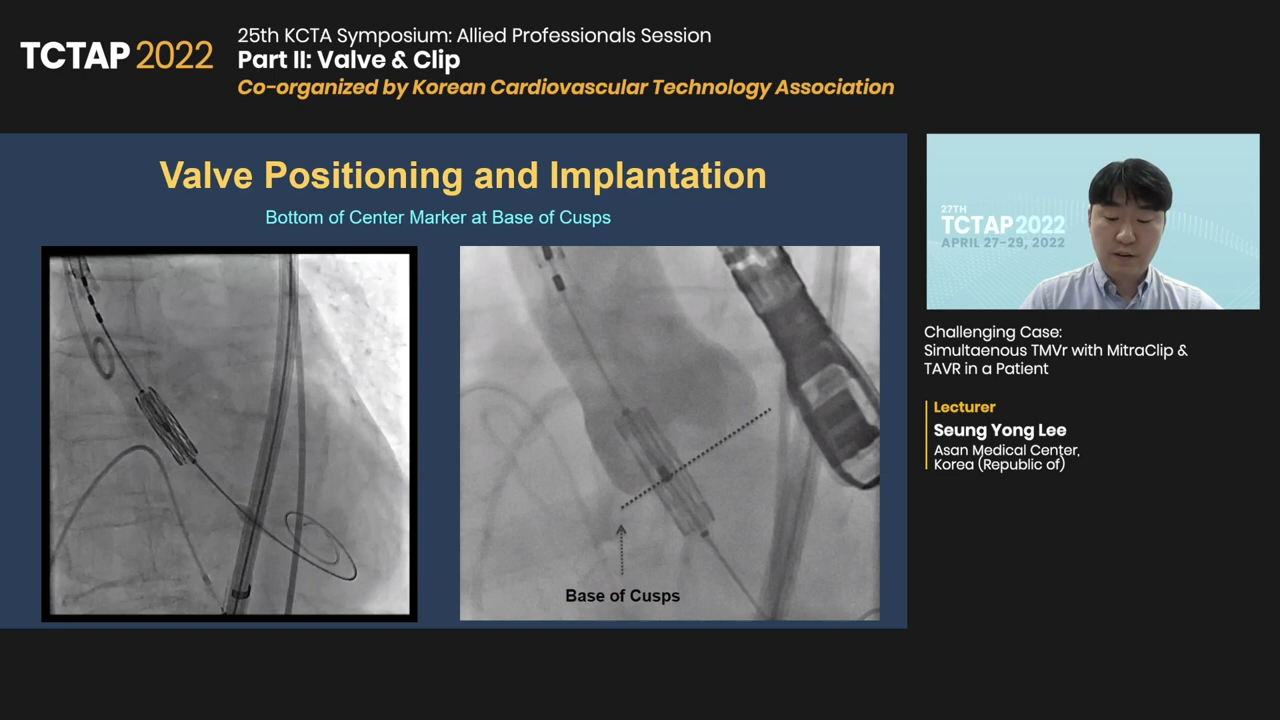 TCTAP 2022
25th KCTA Symposium: Allied Professionals Session
Part II: Valve & Clip
Co-organized by Korean Cardiovascular Technology Association
Valve Positioning and Implantation
Bottom of Center Marker at Base of Cusps
Base of Cusps
27TH
TCTAP 2022
APRIL 27-29, 2022
Challenging Case:
Simultaenous TMVr with MitraClip &
TAVR in a Patient
Lecturer
Seung Yong Lee
Asan Medical Center,
Korea (Republic of)